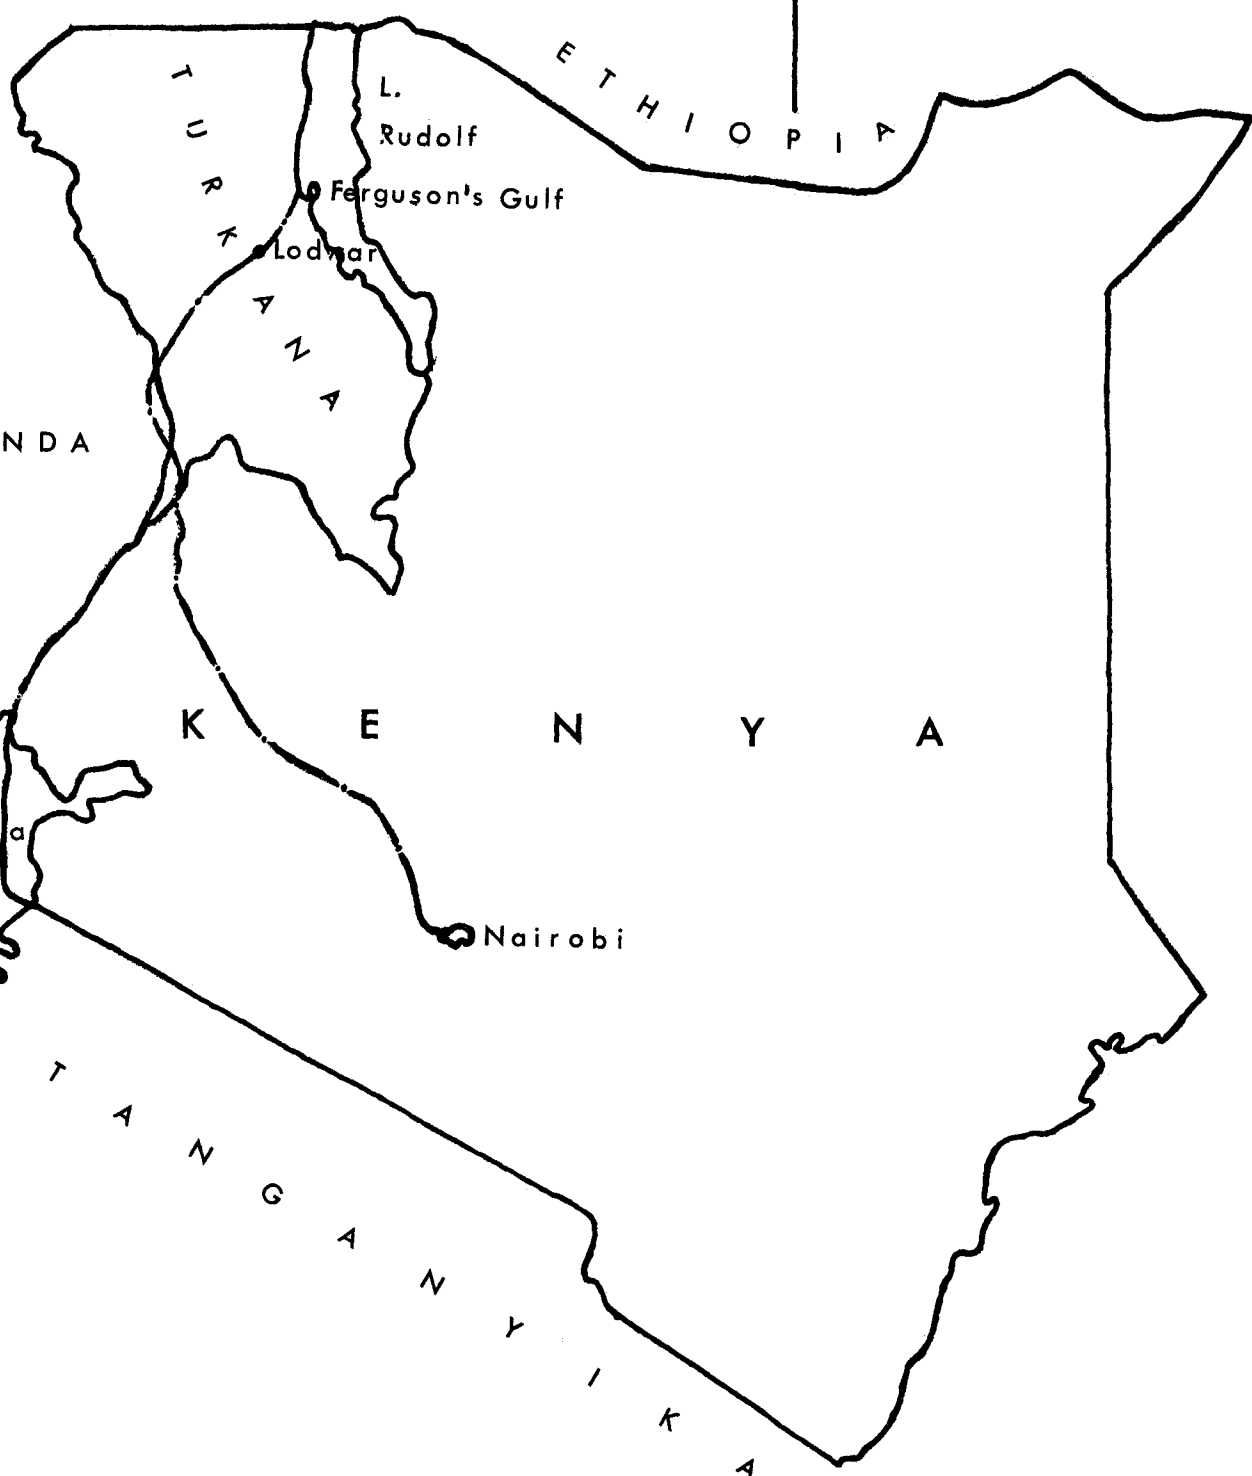 ETHIOPIA
TURKANA
L.
Rudolf
Ferguson's Gulf
Lodwar
NDA
KENYA
a
Nairobi
TANGANYIKA